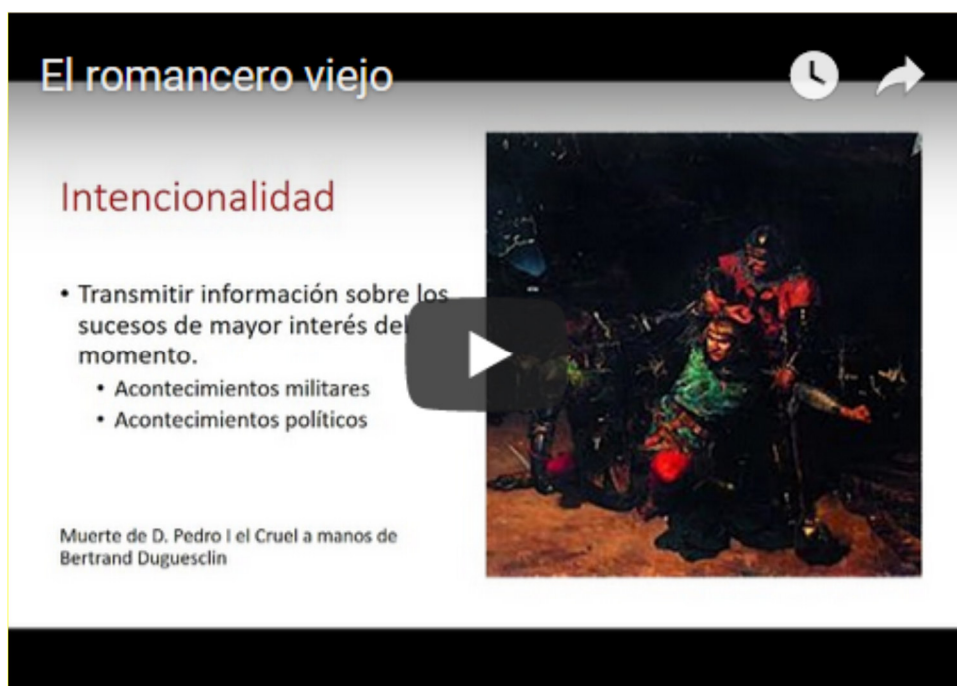 El romancero viejo
Intencionalidad
• Transmitir información sobre los
sucesos de mayor interés del
momento.
• Acontecimientos militares
• Acontecimientos políticos
Muerte de D. Pedro I el Cruel a manos de
Bertrand Duguesclin